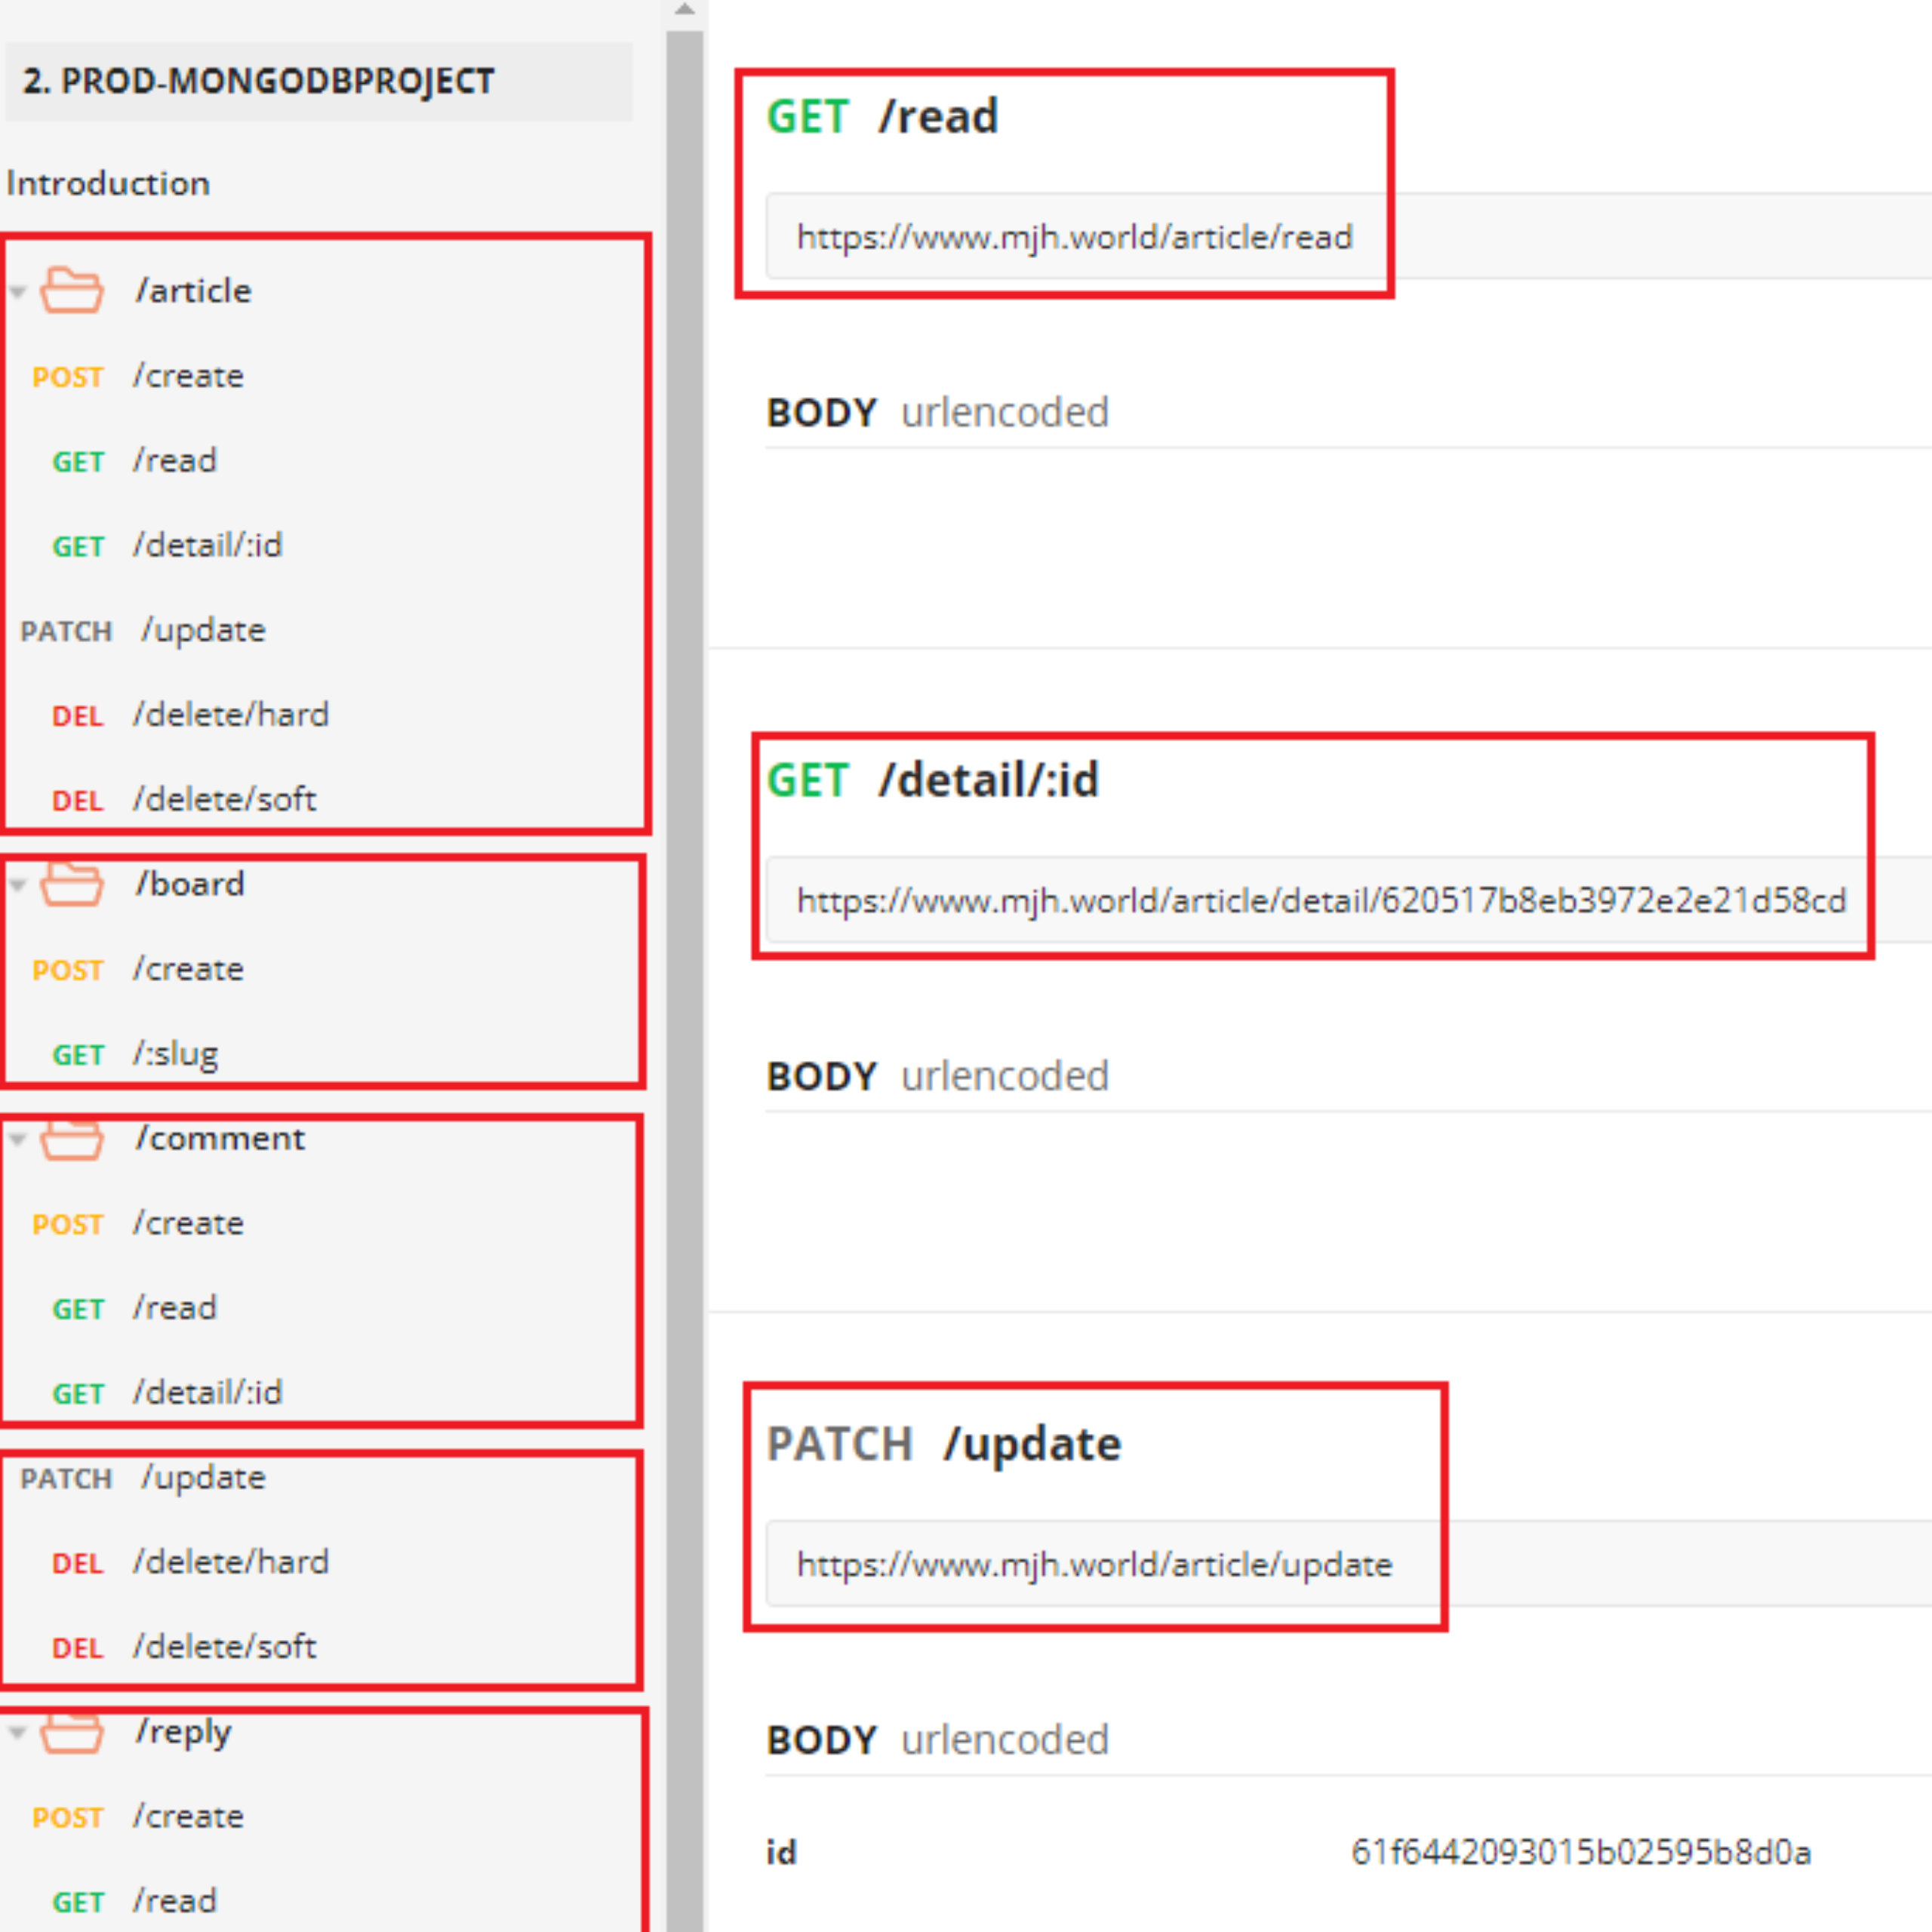 2. PROD-MONGODBPROJECT
Introduction
/article
POST /create
GET /read
GET /detail/:id
PATCH /update
DEL /delete/hard
DEL /delete/soft
/board
POST /create
GET /:slug
/comment
POST /create
GET /read
GET /detail/:id
PATCH /update
DEL /delete/hard
DEL /delete/soft
/reply
POST /create
GET /read
GET /read
https://www.mjh.world/article/read
BODY urlencoded
GET /detail/:id
https://www.mjh.world/article/detail/620517b8eb3972e2e21d58cd
BODY urlencoded
PATCH /update
https://www.mjh.world/article/update
BODY urlencoded
id 61f6442093015b02595b8d0a